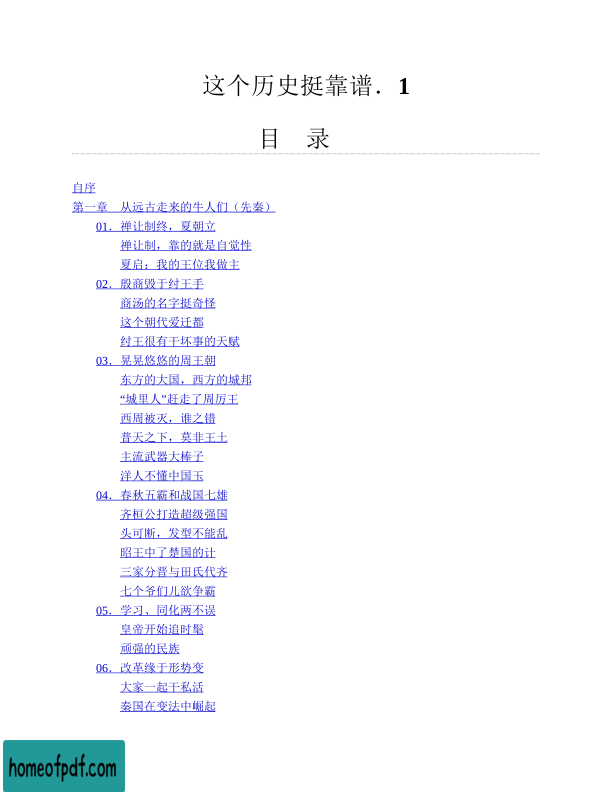 这个历史挺靠谱．1
目　录
自序
第一章　从远古走来的牛人们（先秦）
01．禅让制终，夏朝立
禅让制，靠的就是自觉性
夏启：我的王位我做主
02．殷商毁于纣王手
商汤的名字挺奇怪
这个朝代爱迁都
纣王很有干坏事的天赋
03．晃晃悠悠的周王朝
东方的大国，西方的城邦
“城里人”赶走了周厉王
西周被灭，谁之错
普天之下，莫非王土
主流武器大棒子
洋人不懂中国玉
04．春秋五霸和战国七雄
齐桓公打造超级强国
头可断，发型不能乱
昭王中了楚国的计
三家分晋与田氏代齐
七个爷们儿欲争霸
05．学习、同化两不误
皇帝开始追时髦
顽强的民族
06．改革缘于形势变
大家一起干私活
秦国在变法中崛起
homeofpdf.com